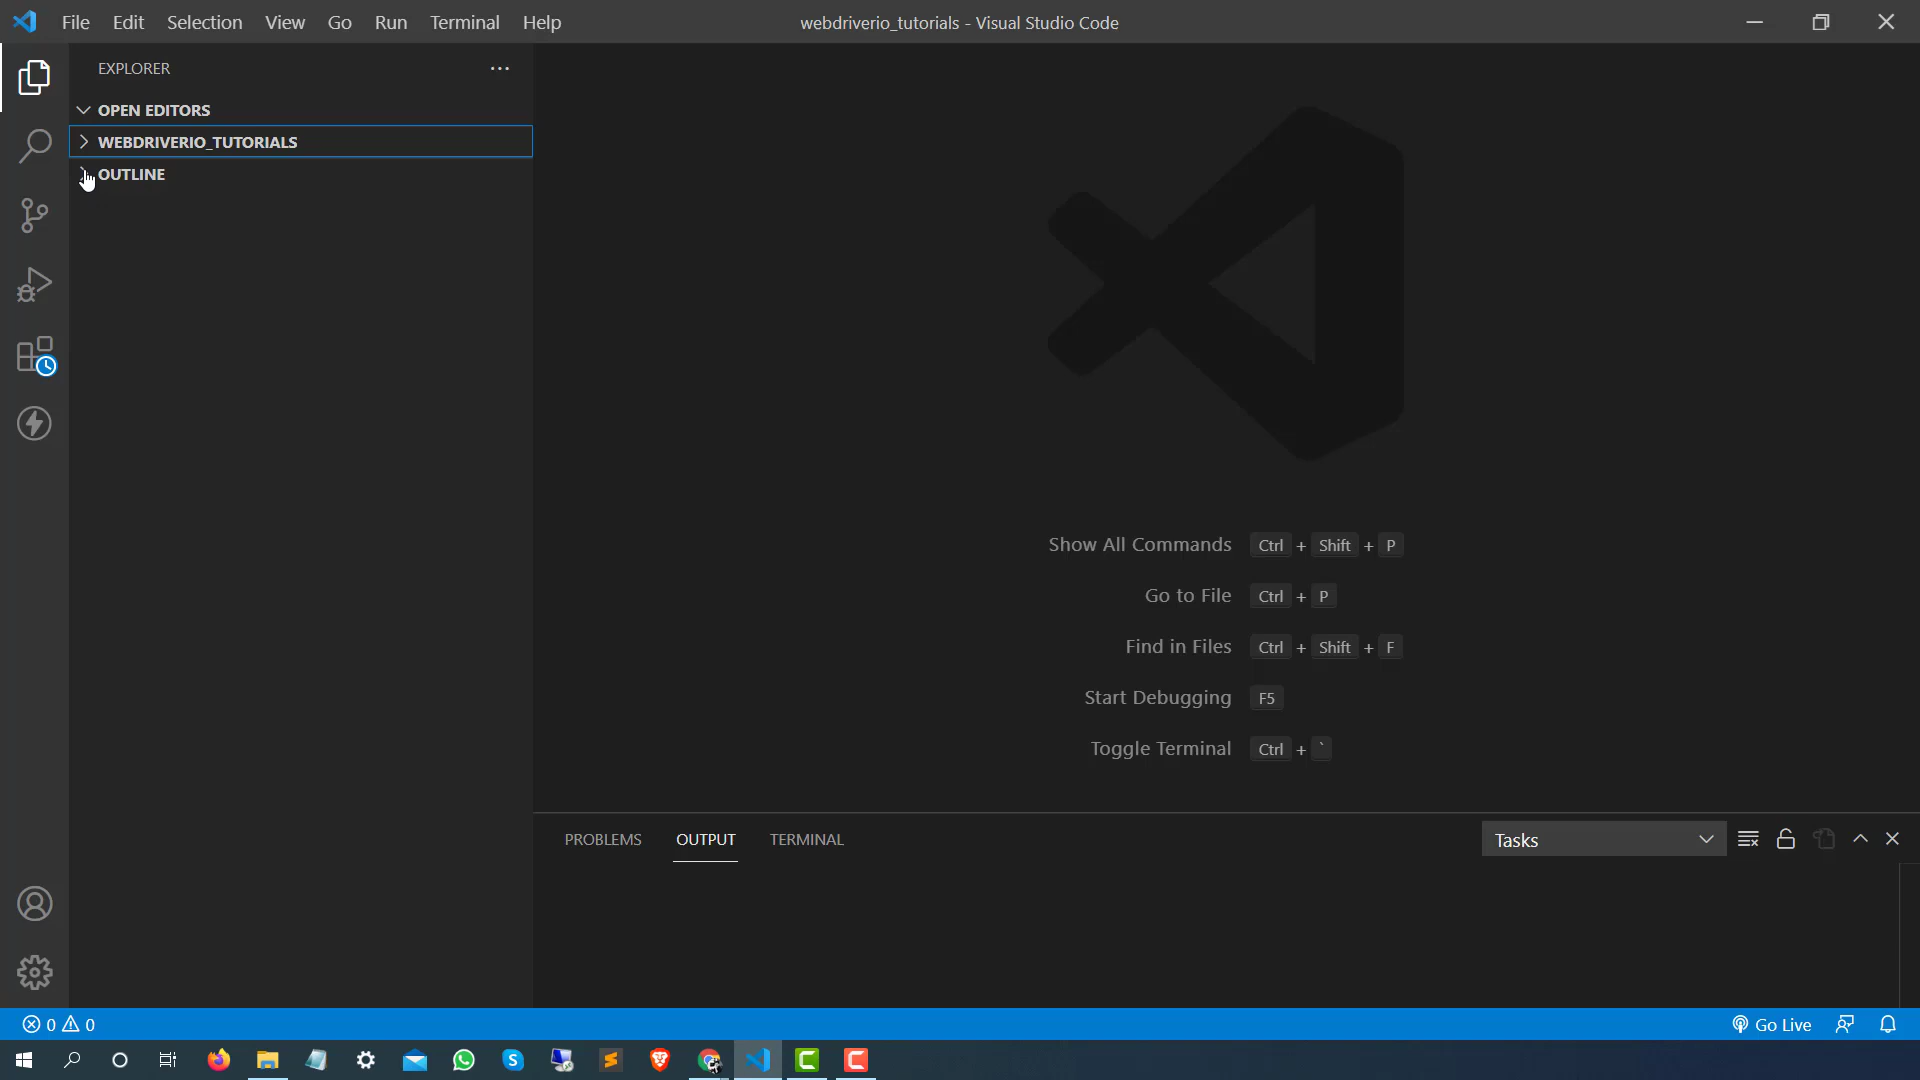 File Edit Selection View Go Run Terminal Help
webdriverio_tutorials - Visual Studio Code
EXPLORER
OPEN EDITORS
WEBDRIVERIO_TUTORIALS
OUTLINE
Show All Commands Ctrl + Shift + P
Go to File Ctrl + P
Find in Files Ctrl + Shift + F
Start Debugging F5
Toggle Terminal Ctrl + `
PROBLEMS OUTPUT TERMINAL
Tasks
0 0
Go Live